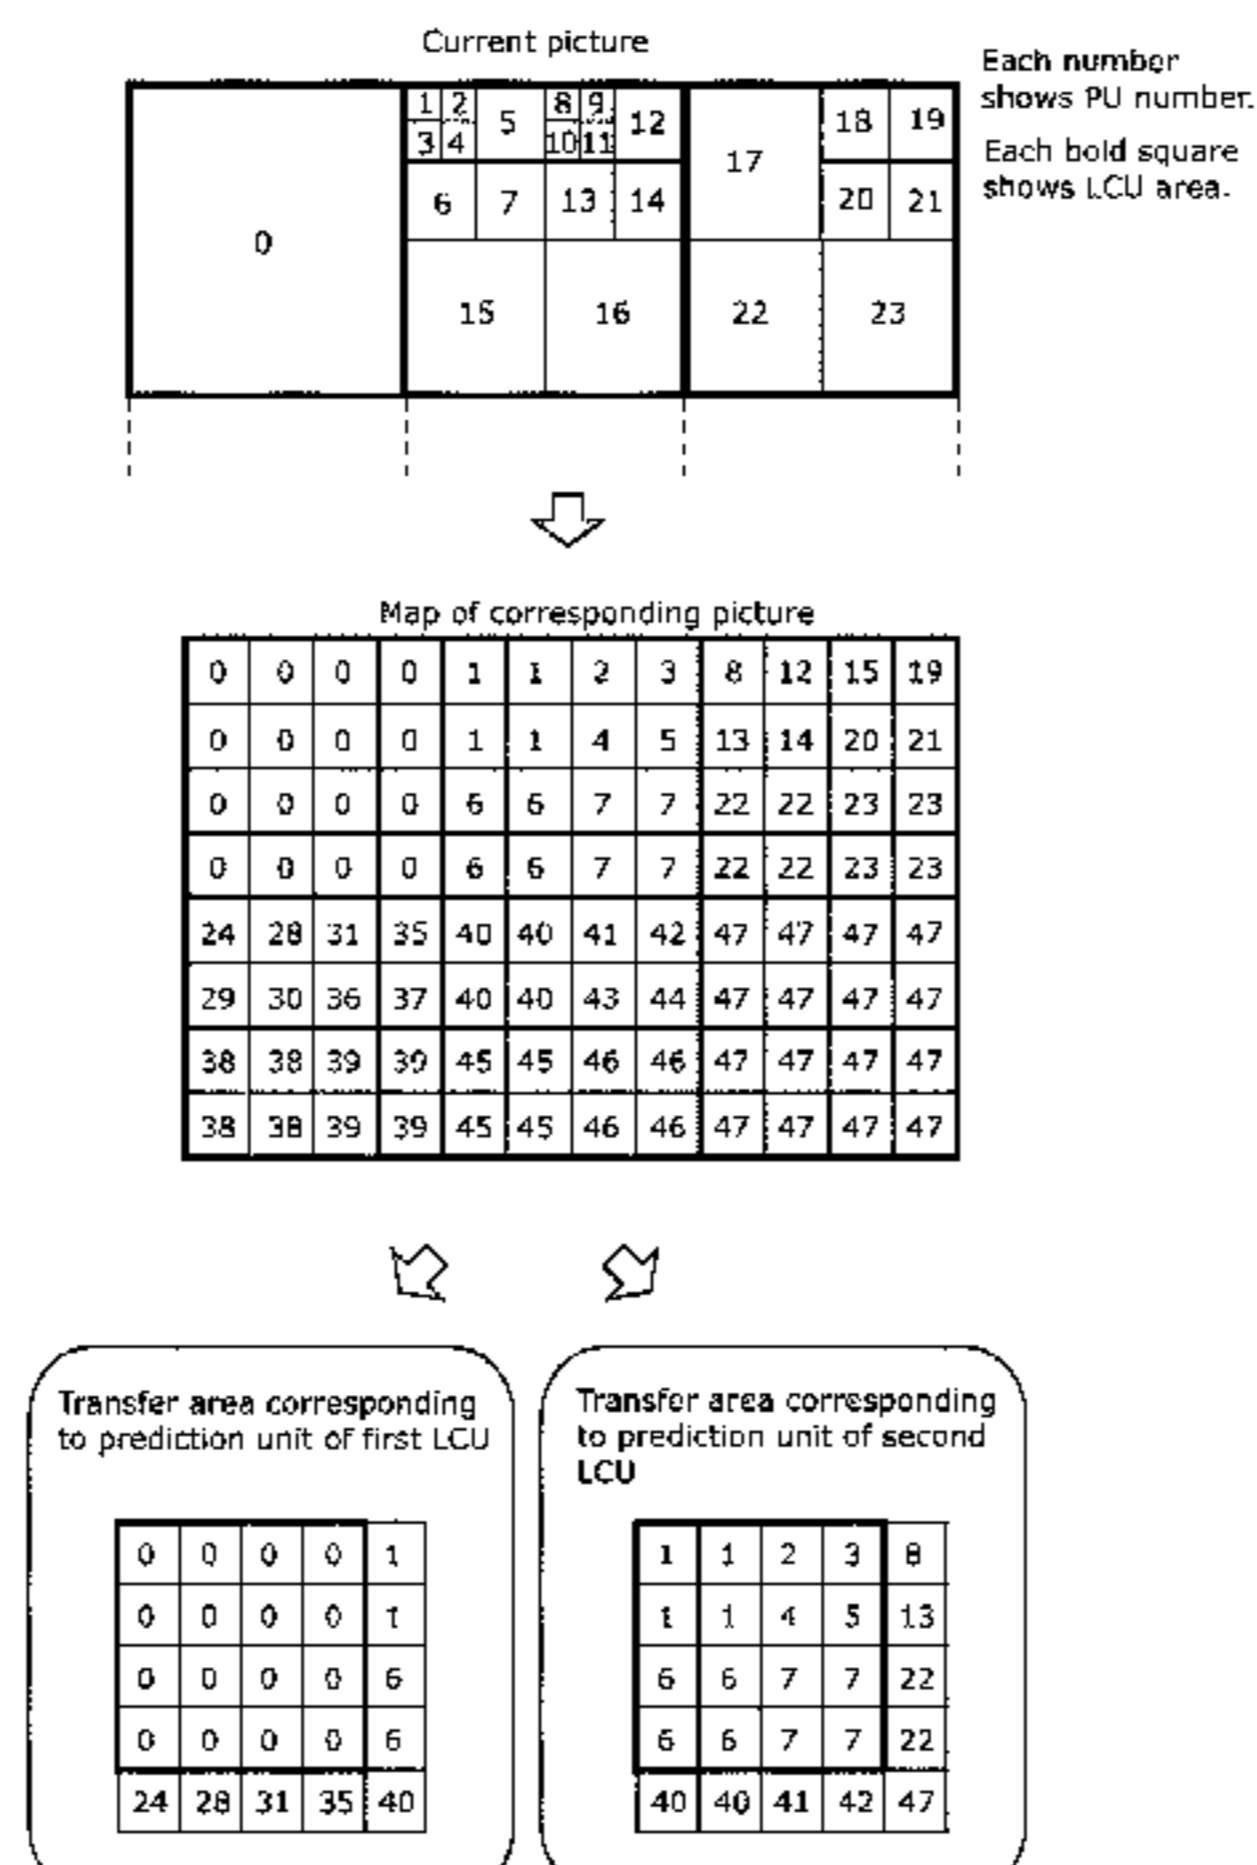 Current picture
Each number
shows PU number.
Each bold square
shows LCU area.
1 2 5 8 9 12 18 19
3 4 10 11
17
6 7 13 14 20 21
0
15 16 22 23
Map of corresponding picture
0 0 0 0 1 1 2 3 8 12 15 19
0 0 0 0 1 1 4 5 13 14 20 21
0 0 0 0 6 6 7 7 22 22 23 23
0 0 0 0 6 6 7 7 22 22 23 23
24 28 31 35 40 40 41 42 47 47 47 47
29 30 36 37 40 40 43 44 47 47 47 47
38 38 39 39 45 45 46 46 47 47 47 47
38 38 39 39 45 45 46 46 47 47 47 47
Transfer area corresponding
to prediction unit of first LCU
0 0 0 0 1
0 0 0 0 1
0 0 0 0 6
0 0 0 0 6
24 28 31 35 40
Transfer area corresponding
to prediction unit of second
LCU
1 1 2 3 8
1 1 4 5 13
6 6 7 7 22
6 6 7 7 22
40 40 41 42 47